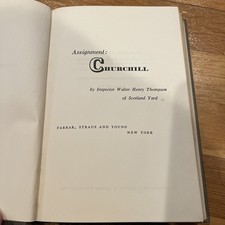 Assignment:
CHURCHILL
by Inspector Walter Henry Thompson
of Scotland Yard
FARRAR, STRAUS AND YOUNG
NEW YORK